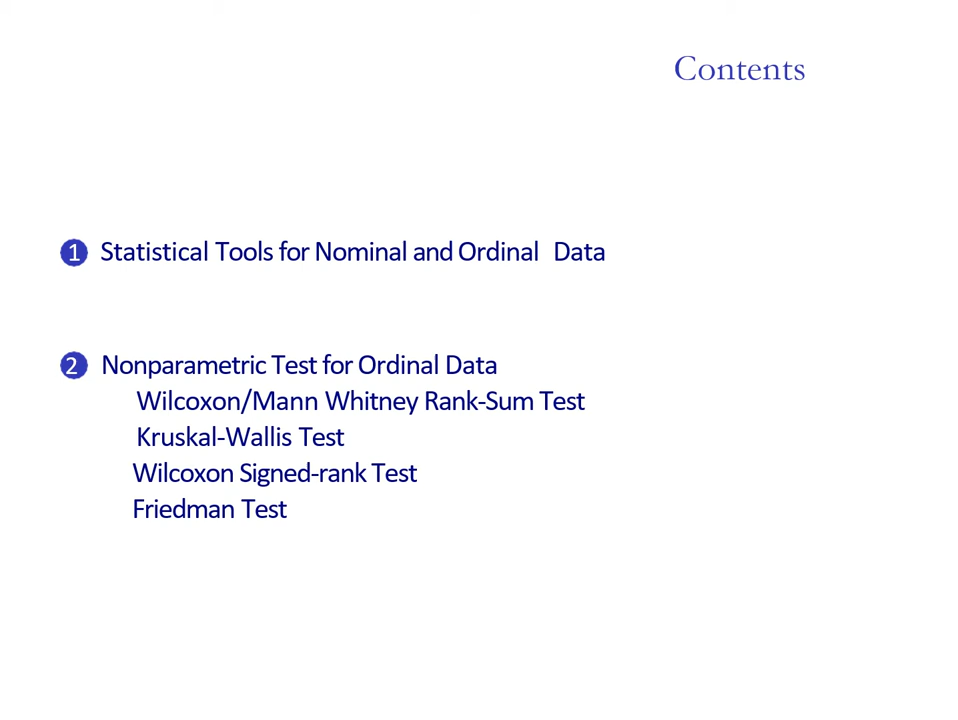 Contents
1 Statistical Tools for Nominal and Ordinal Data
2 Nonparametric Test for Ordinal Data
Wilcoxon/Mann Whitney Rank-Sum Test
Kruskal-Wallis Test
Wilcoxon Signed-rank Test
Friedman Test